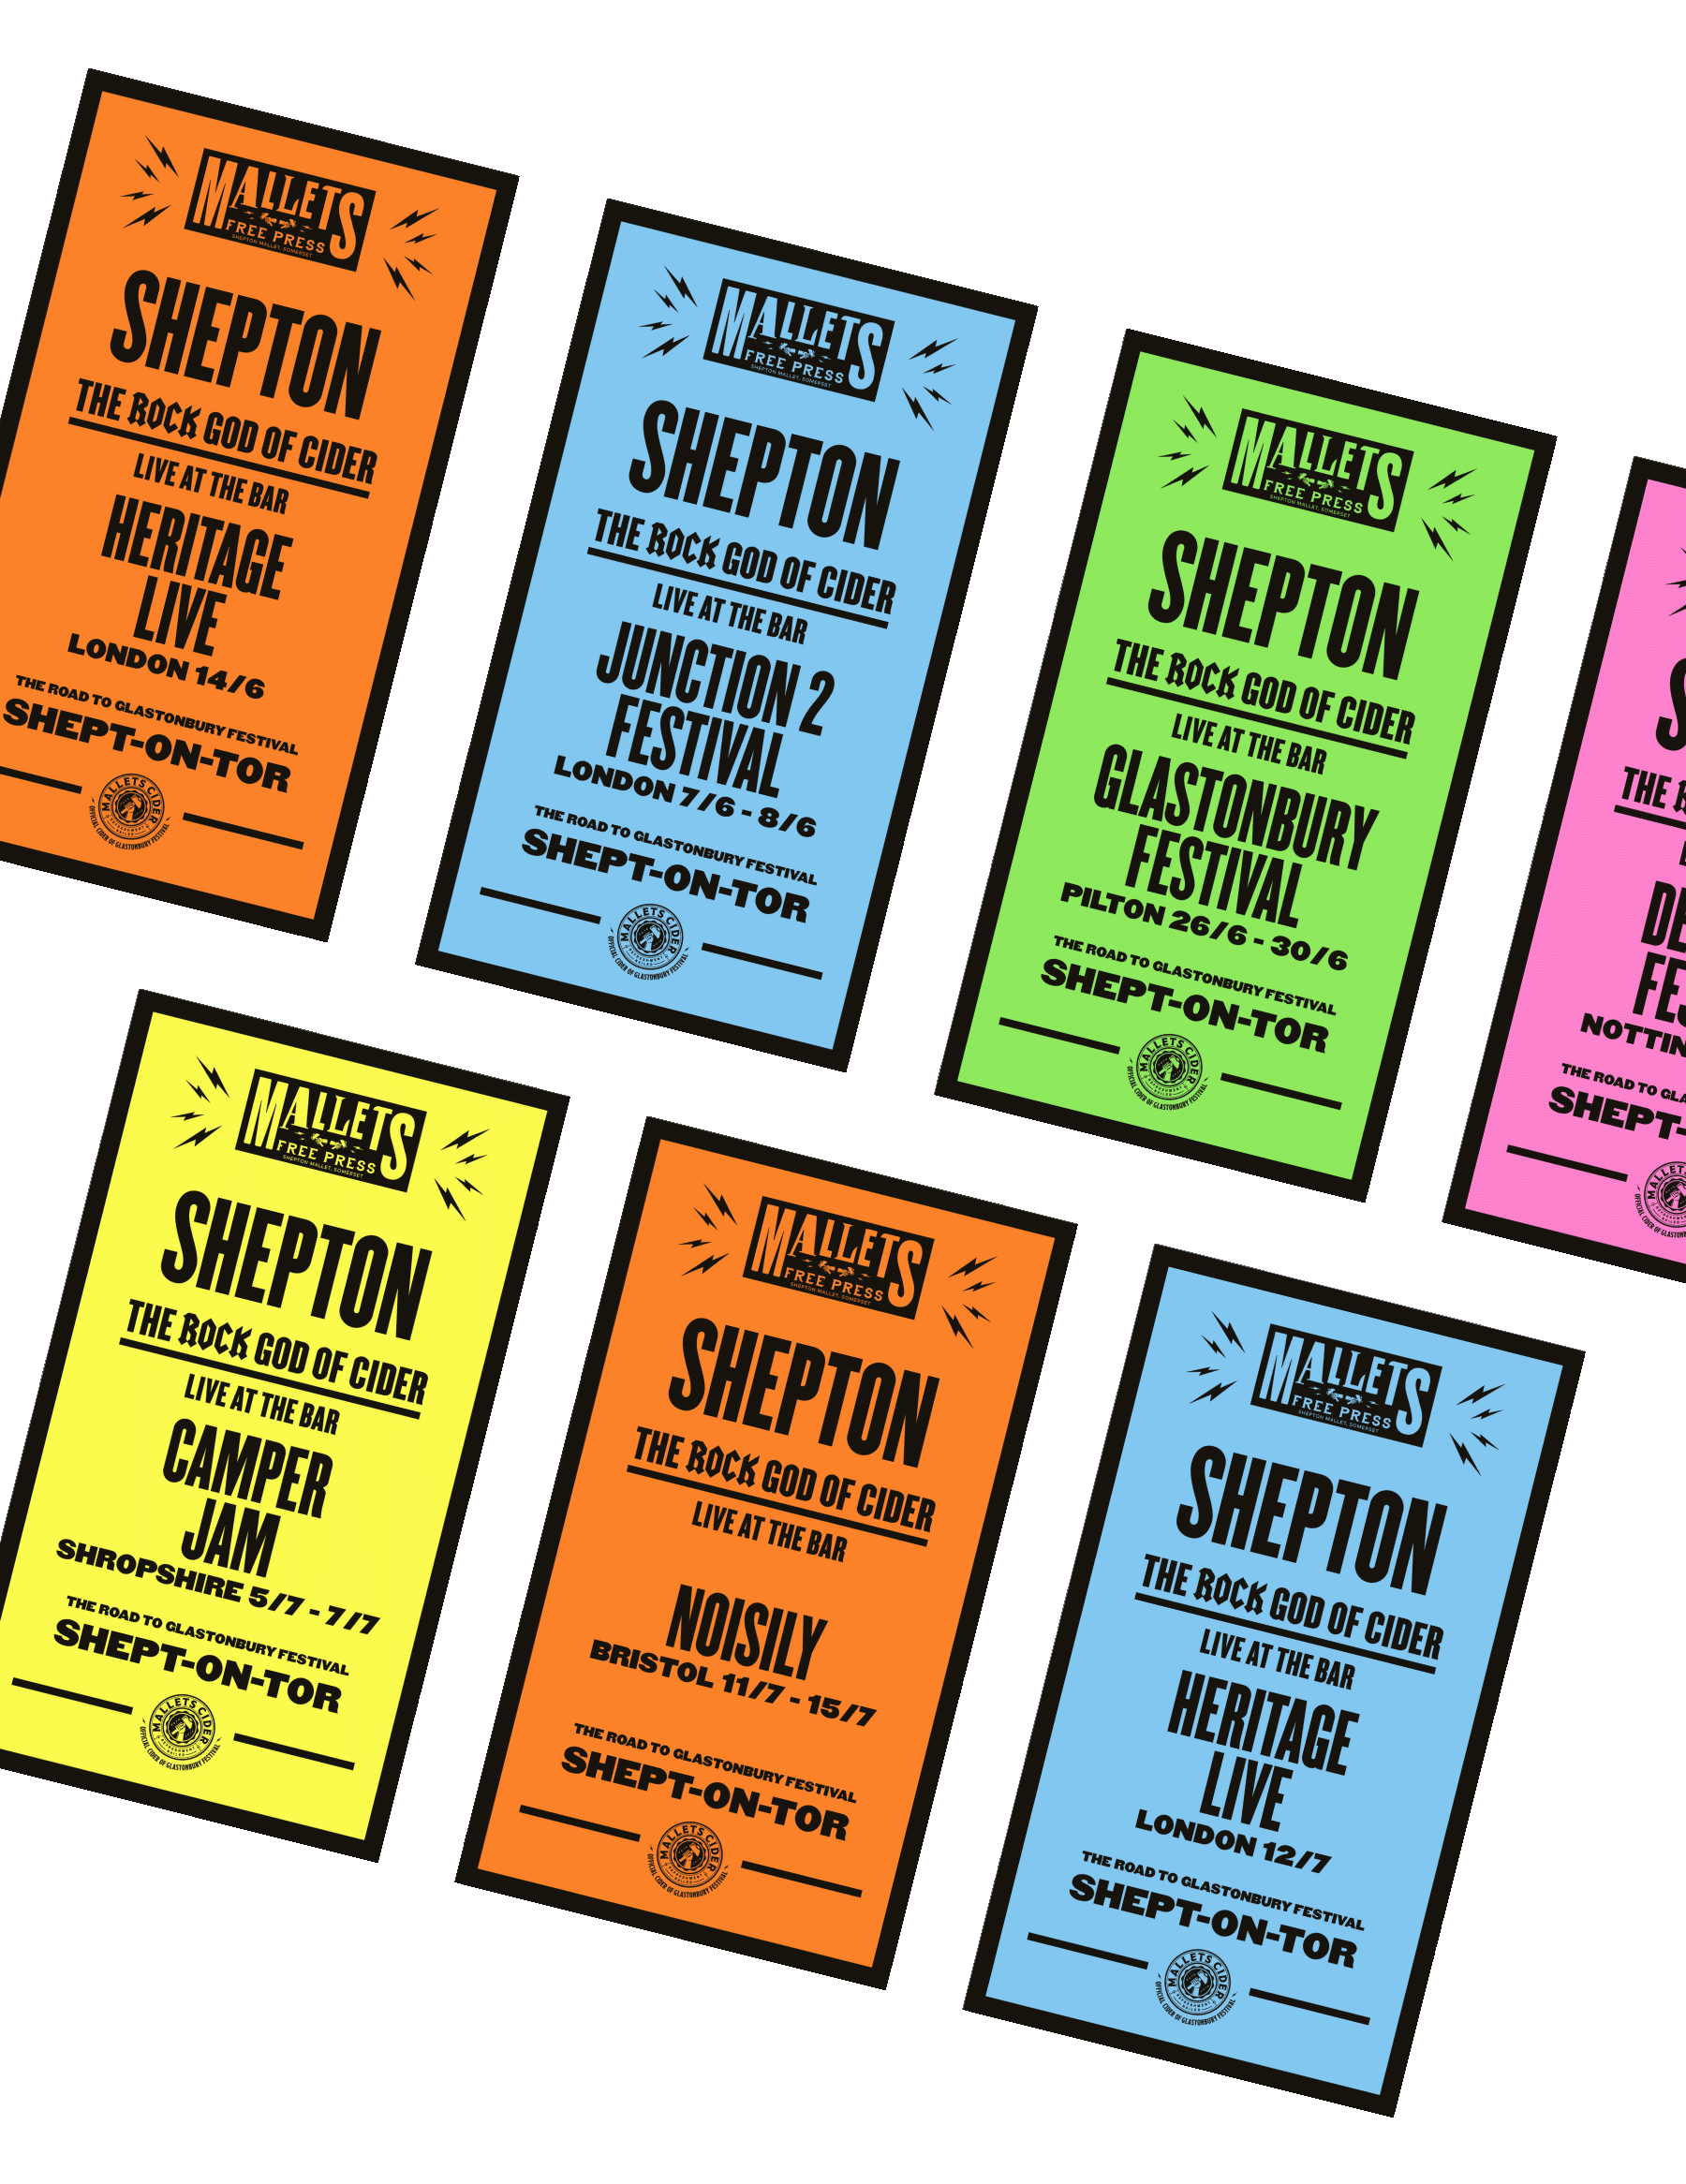 MALLETS
FREE PRESS
SHEPTON MALLET, SOMERSET
SHEPTON
THE ROCK GOD OF CIDER
LIVE AT THE BAR
HERITAGE
LIVE
LONDON 14/6
THE ROAD TO GLASTONBURY FESTIVAL
SHEPT-ON-TOR
MALLETS CIDER
OFFICIAL CIDER OF GLASTONBURY FESTIVAL
MALLETS
FREE PRESS
SHEPTON MALLET, SOMERSET
SHEPTON
THE ROCK GOD OF CIDER
LIVE AT THE BAR
JUNCTION 2
FESTIVAL
LONDON 7/6 - 8/6
THE ROAD TO GLASTONBURY FESTIVAL
SHEPT-ON-TOR
MALLETS CIDER
OFFICIAL CIDER OF GLASTONBURY FESTIVAL
MALLETS
FREE PRESS
SHEPTON MALLET, SOMERSET
SHEPTON
THE ROCK GOD OF CIDER
LIVE AT THE BAR
GLASTONBURY
FESTIVAL
PILTON 26/6 - 30/6
THE ROAD TO GLASTONBURY FESTIVAL
SHEPT-ON-TOR
MALLETS CIDER
OFFICIAL CIDER OF GLASTONBURY FESTIVAL
S
THE
DE
FES
NOTTIN
THE ROAD TO GLA
SHEPT-
MALLETS
OFFICIAL CIDER OF GLASTONBURY
MALLETS
FREE PRESS
SHEPTON MALLET, SOMERSET
SHEPTON
THE ROCK GOD OF CIDER
LIVE AT THE BAR
CAMPER
JAM
SHROPSHIRE 5/7 - 7/7
THE ROAD TO GLASTONBURY FESTIVAL
SHEPT-ON-TOR
MALLETS CIDER
OFFICIAL CIDER OF GLASTONBURY FESTIVAL
MALLETS
FREE PRESS
SHEPTON MALLET, SOMERSET
SHEPTON
THE ROCK GOD OF CIDER
LIVE AT THE BAR
NOISILY
BRISTOL 11/7 - 15/7
THE ROAD TO GLASTONBURY FESTIVAL
SHEPT-ON-TOR
MALLETS CIDER
OFFICIAL CIDER OF GLASTONBURY FESTIVAL
MALLETS
FREE PRESS
SHEPTON MALLET, SOMERSET
SHEPTON
THE ROCK GOD OF CIDER
LIVE AT THE BAR
HERITAGE
LIVE
LONDON 12/7
THE ROAD TO GLASTONBURY FESTIVAL
SHEPT-ON-TOR
MALLETS CIDER
OFFICIAL CIDER OF GLASTONBURY FESTIVAL